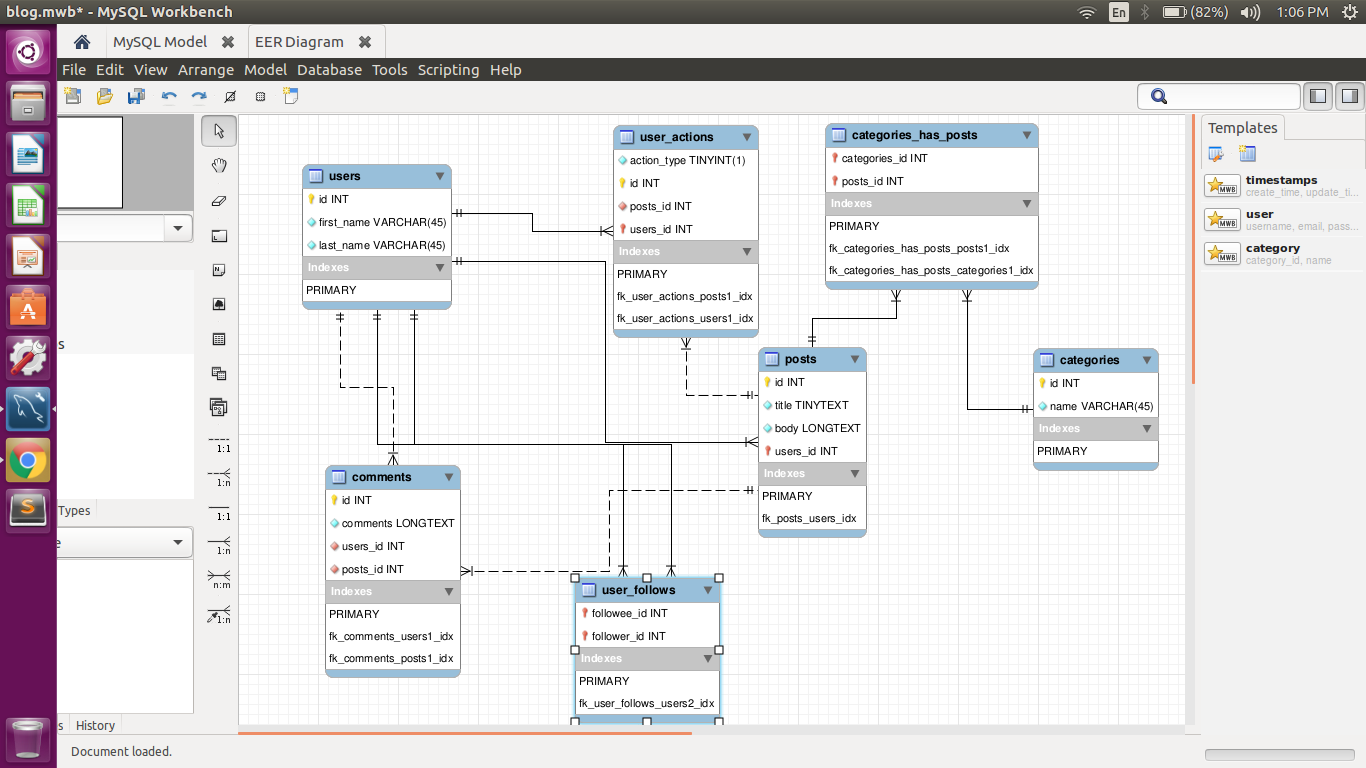 blog.mwb* - MySQL Workbench
En
(82%)
1:06 PM
MySQL Model
EER Diagram
File Edit View Arrange Model Database Tools Scripting Help
s
Types
e
s
History
1:1
1:n
1:1
1:n
n:m
1:n
users
id INT
first_name VARCHAR(45)
last_name VARCHAR(45)
Indexes
PRIMARY
user_actions
action_type TINYINT(1)
id INT
posts_id INT
users_id INT
Indexes
PRIMARY
fk_user_actions_posts1_idx
fk_user_actions_users1_idx
categories_has_posts
categories_id INT
posts_id INT
Indexes
PRIMARY
fk_categories_has_posts_posts1_idx
fk_categories_has_posts_categories1_idx
posts
id INT
title TINYTEXT
body LONGTEXT
users_id INT
Indexes
PRIMARY
fk_posts_users_idx
categories
id INT
name VARCHAR(45)
Indexes
PRIMARY
comments
id INT
comments LONGTEXT
users_id INT
posts_id INT
Indexes
PRIMARY
fk_comments_users1_idx
fk_comments_posts1_idx
user_follows
followee_id INT
follower_id INT
Indexes
PRIMARY
fk_user_follows_users2_idx
Templates
MWB
timestamps
create_time, update_ti...
MWB
user
username, email, pass...
MWB
category
category_id, name
Document loaded.